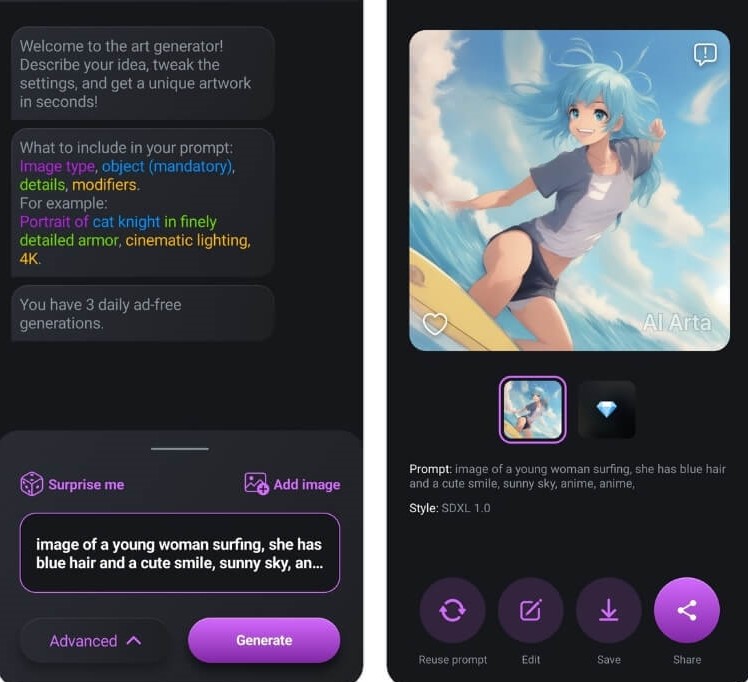 Welcome to the art generator!
Describe your idea, tweak the
settings, and get a unique artwork
in seconds!
What to include in your prompt:
Image type, object (mandatory),
details, modifiers.
For example:
Portrait of cat knight in finely
detailed armor, cinematic lighting,
4K.
You have 3 daily ad-free
generations.
Surprise me
Add image
image of a young woman surfing, she has
blue hair and a cute smile, sunny sky, an...
Advanced
Generate
AI Arta
Prompt: image of a young woman surfing, she has blue hair
and a cute smile, sunny sky, anime, anime,
Style: SDXL 1.0
Reuse prompt
Edit
Save
Share